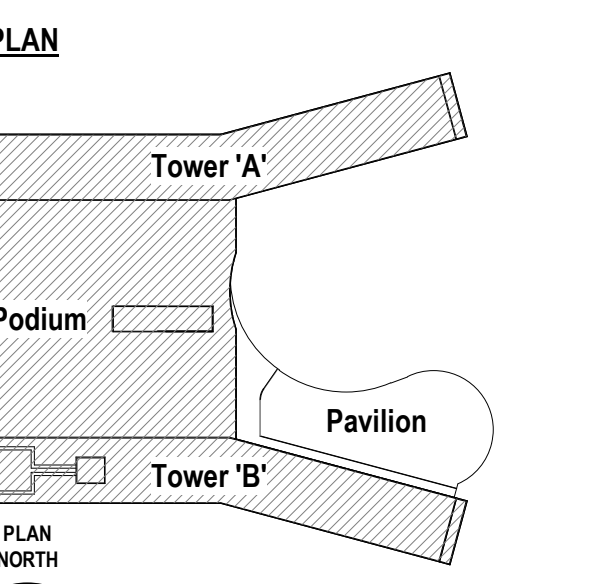 PLAN
Tower 'A'
Podium
Pavilion
Tower 'B'
PLAN
NORTH